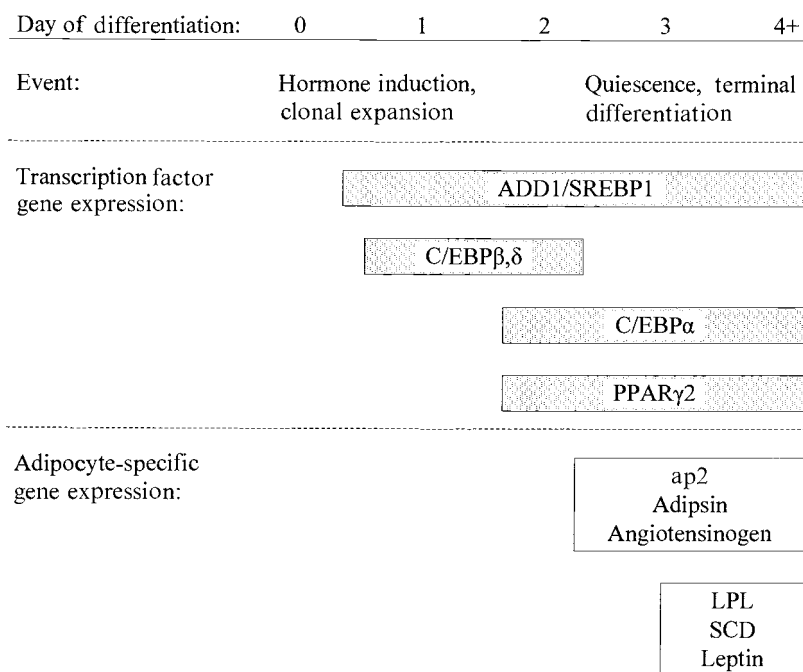 Day of differentiation: 0 1 2 3 4+
Event: Hormone induction, Quiescence, terminal
clonal expansion differentiation
Transcription factor
gene expression:
ADD1/SREBP1
C/EBPβ,δ
C/EBPα
PPARγ2
Adipocyte-specific
gene expression:
ap2
Adipsin
Angiotensinogen
LPL
SCD
Leptin